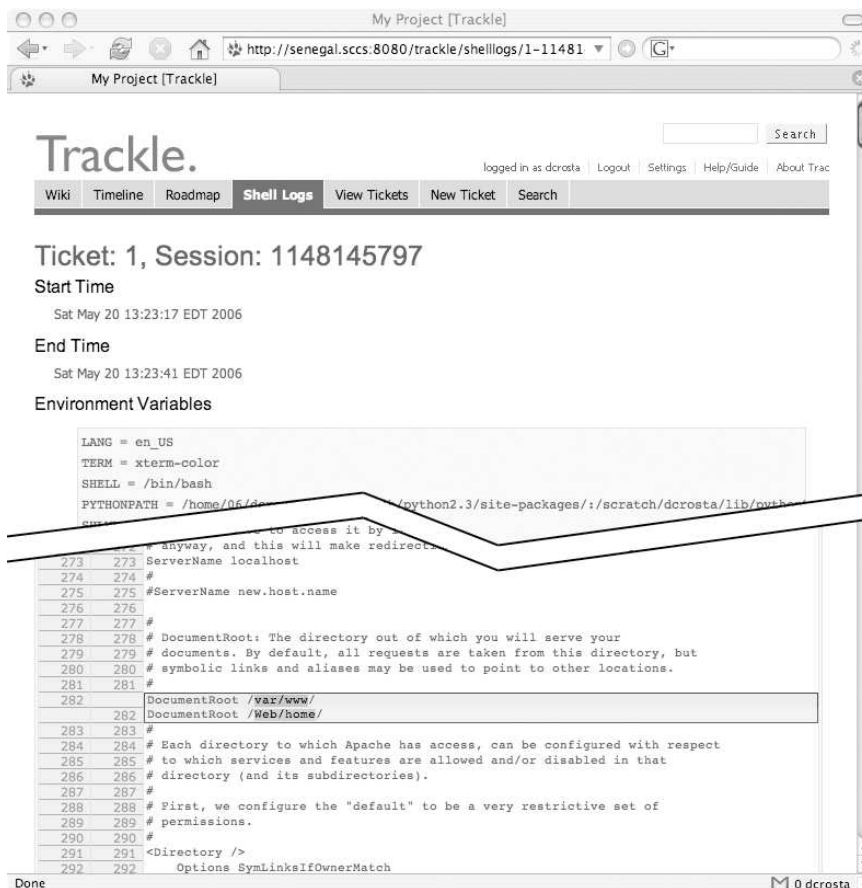 My Project [Trackle]
http://senegal.sccs:8080/trackle/shelllogs/1-11481
G
My Project [Trackle]
Trackle.
Search
logged in as dcrosta Logout Settings Help/Guide About Trac
Wiki Timeline Roadmap Shell Logs View Tickets New Ticket Search
Ticket: 1, Session: 1148145797
Start Time
Sat May 20 13:23:17 EDT 2006
End Time
Sat May 20 13:23:41 EDT 2006
Environment Variables
LANG = en_US
TERM = xterm-color
SHELL = /bin/bash
PYTHONPATH = /home/06/ /python2.3/site-packages/:/scratch/dcrosta/lib/python
to access it by
272 # anyway, and this will make
273 273 ServerName localhost
274 274 #
275 275 #ServerName new.host.name
276 276
277 277 #
278 278 # DocumentRoot: The directory out of which you will serve your
279 279 # documents. By default, all requests are taken from this directory, but
280 280 # symbolic links and aliases may be used to point to other locations.
281 281 #
282 DocumentRoot /var/www/
282 DocumentRoot /Web/home/
283 283 #
284 284 # Each directory to which Apache has access, can be configured with respect
285 285 # to which services and features are allowed and/or disabled in that
286 286 # directory (and its subdirectories).
287 287 #
288 288 # First, we configure the "default" to be a very restrictive set of
289 289 # permissions.
290 290 #
291 291 <Directory />
292 292 Options SymLinksIfOwnerMatch
Done 0 dcrosta